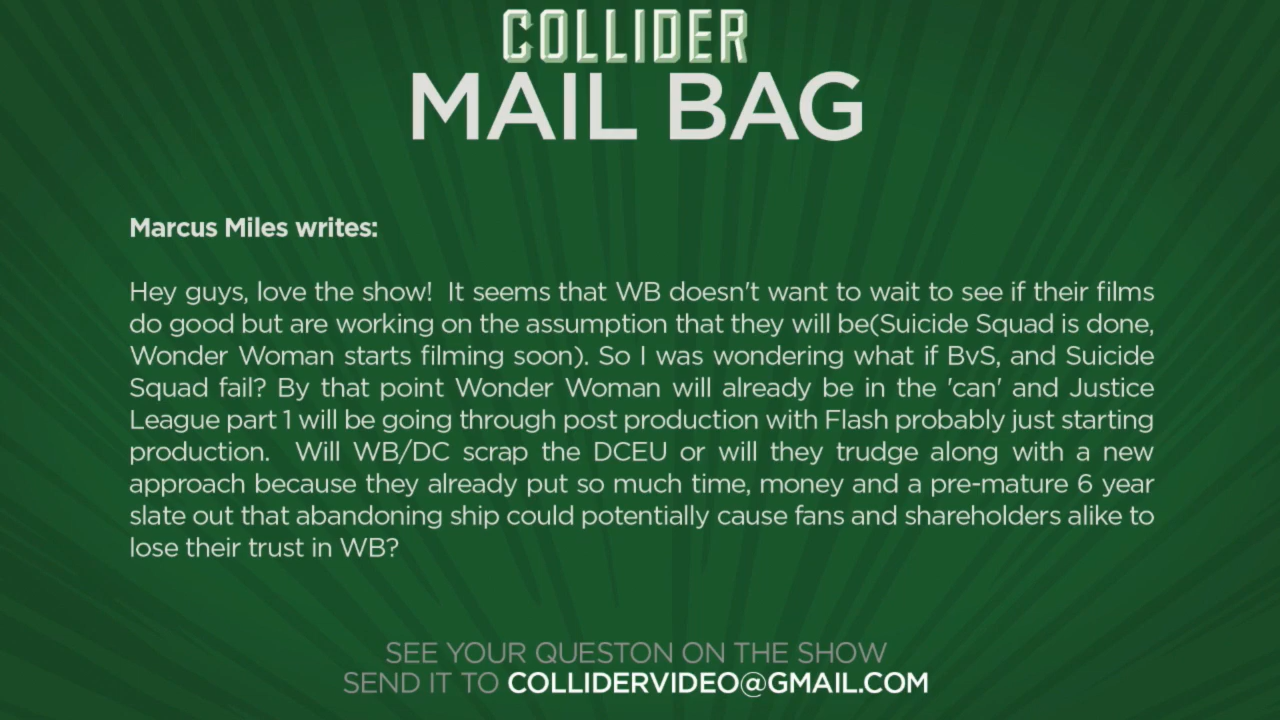 COLLIDER
MAIL BAG
Marcus Miles writes:
Hey guys, love the show!  It seems that WB doesn't want to wait to see if their films
do good but are working on the assumption that they will be(Suicide Squad is done,
Wonder Woman starts filming soon). So I was wondering what if BvS, and Suicide
Squad fail? By that point Wonder Woman will already be in the 'can' and Justice
League part 1 will be going through post production with Flash probably just starting
production.  Will WB/DC scrap the DCEU or will they trudge along with a new
approach because they already put so much time, money and a pre-mature 6 year
slate out that abandoning ship could potentially cause fans and shareholders alike to
lose their trust in WB?
SEE YOUR QUESTON ON THE SHOW
SEND IT TO COLLIDERVIDEO@GMAIL.COM